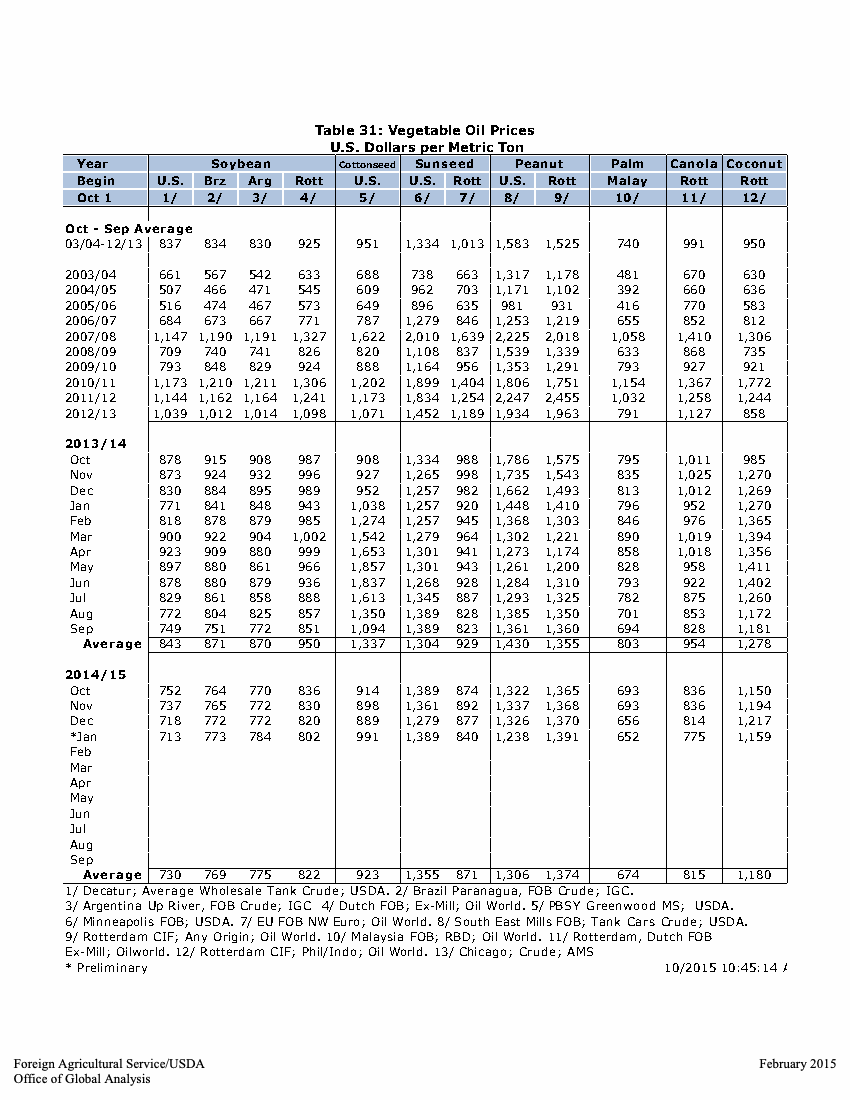 Table 31: Vegetable Oil Prices
U.S. Dollars per Metric Ton
Year Soybean Cottonseed Sunseed Peanut Palm Canola Coconut
Begin U.S. Brz Arg Rott U.S. U.S. Rott U.S. Rott Malay Rott Rott
Oct 1 1/ 2/ 3/ 4/ 5/ 6/ 7/ 8/ 9/ 10/ 11/ 12/
Oct - Sep Average
03/04-12/13 837 834 830 925 951 1,334 1,013 1,583 1,525 740 991 950
2003/04 661 567 542 633 688 738 663 1,317 1,178 481 670 630
2004/05 507 466 471 545 609 962 703 1,171 1,102 392 660 636
2005/06 516 474 467 573 649 896 635 981 931 416 770 583
2006/07 684 673 667 771 787 1,279 846 1,253 1,219 655 852 812
2007/08 1,147 1,190 1,191 1,327 1,622 2,010 1,639 2,225 2,018 1,058 1,410 1,306
2008/09 709 740 741 826 820 1,108 837 1,539 1,339 633 868 735
2009/10 793 848 829 924 888 1,164 956 1,353 1,291 793 927 921
2010/11 1,173 1,210 1,211 1,306 1,202 1,899 1,404 1,806 1,751 1,154 1,367 1,772
2011/12 1,144 1,162 1,164 1,241 1,173 1,834 1,254 2,247 2,455 1,032 1,258 1,244
2012/13 1,039 1,012 1,014 1,098 1,071 1,452 1,189 1,934 1,963 791 1,127 858
2013/14
Oct 878 915 908 987 908 1,334 988 1,786 1,575 795 1,011 985
Nov 873 924 932 996 927 1,265 998 1,735 1,543 835 1,025 1,270
Dec 830 884 895 989 952 1,257 982 1,662 1,493 813 1,012 1,269
Jan 771 841 848 943 1,038 1,257 920 1,448 1,410 796 952 1,270
Feb 818 878 879 985 1,274 1,257 945 1,368 1,303 846 976 1,365
Mar 900 922 904 1,002 1,542 1,279 964 1,302 1,221 890 1,019 1,394
Apr 923 909 880 999 1,653 1,301 941 1,273 1,174 858 1,018 1,356
May 897 880 861 966 1,857 1,301 943 1,261 1,200 828 958 1,411
Jun 878 880 879 936 1,837 1,268 928 1,284 1,310 793 922 1,402
Jul 829 861 858 888 1,613 1,345 887 1,293 1,325 782 875 1,260
Aug 772 804 825 857 1,350 1,389 828 1,385 1,350 701 853 1,172
Sep 749 751 772 851 1,094 1,389 823 1,361 1,360 694 828 1,181
Average 843 871 870 950 1,337 1,304 929 1,430 1,355 803 954 1,278
2014/15
Oct 752 764 770 836 914 1,389 874 1,322 1,365 693 836 1,150
Nov 737 765 772 830 898 1,361 892 1,337 1,368 693 836 1,194
Dec 718 772 772 820 889 1,279 877 1,326 1,370 656 814 1,217
*Jan 713 773 784 802 991 1,389 840 1,238 1,391 652 775 1,159
Feb
Mar
Apr
May
Jun
Jul
Aug
Sep
Average 730 769 775 822 923 1,355 871 1,306 1,374 674 815 1,180
1/ Decatur; Average Wholesale Tank Crude; USDA. 2/ Brazil Paranagua, FOB Crude; IGC.
3/ Argentina Up River, FOB Crude; IGC 4/ Dutch FOB; Ex-Mill; Oil World. 5/ PBSY Greenwood MS; USDA.
6/ Minneapolis FOB; USDA. 7/ EU FOB NW Euro; Oil World. 8/ South East Mills FOB; Tank Cars Crude; USDA.
9/ Rotterdam CIF; Any Origin; Oil World. 10/ Malaysia FOB; RBD; Oil World. 11/ Rotterdam, Dutch FOB
Ex-Mill; Oilworld. 12/ Rotterdam CIF; Phil/Indo; Oil World. 13/ Chicago; Crude; AMS
* Preliminary 10/2015 10:45:14
Foreign Agricultural Service/USDA February 2015
Office of Global Analysis